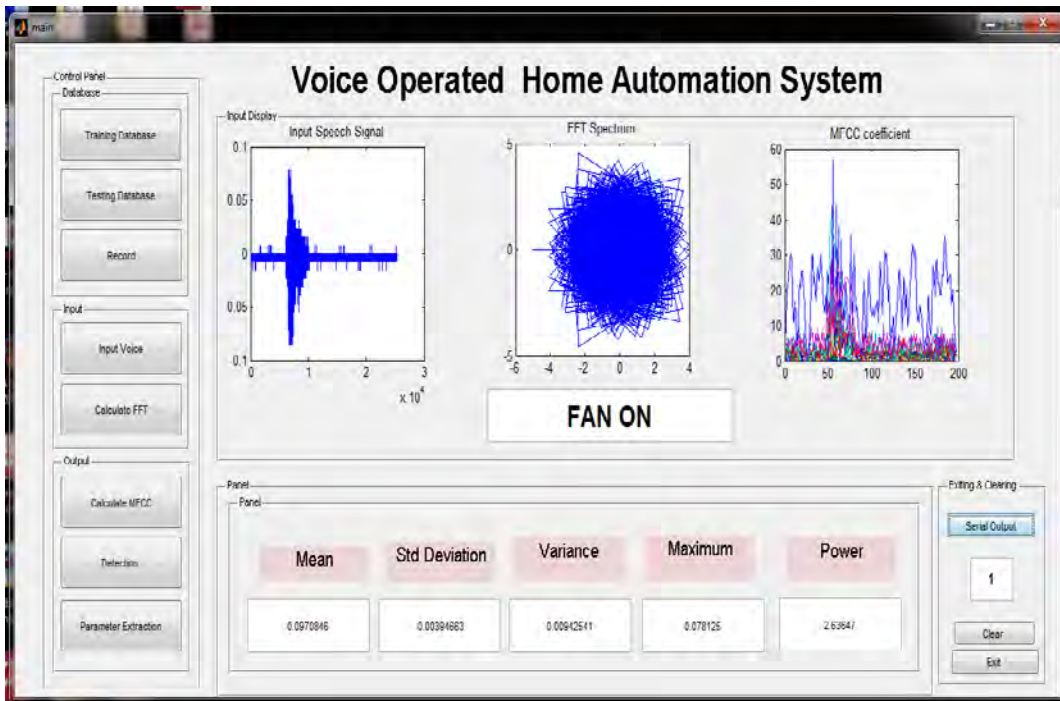 main
Voice Operated Home Automation System
Control Panel
Database
Training Database
Testing Database
Record
Input
Input Voice
Calculate FFT
Output
Calculate MFCC
Detection
Parameter Extraction
Input Display
Input Speech Signal
0.1
0.05
0
0.05
0.1
0 1 2 3
x 10^4
FFT Spectrum
5
0
-5
-6 -4 -2 0 2 4
MFCC coefficient
60
50
40
30
20
10
0
0 50 100 150 200
FAN ON
Panel
Panel
Mean Std Deviation Variance Maximum Power
0.0970846 0.00394663 0.00942541 0.078125 2.63647
Exiting & Clearing
Serial Output
1
Clear
Exit